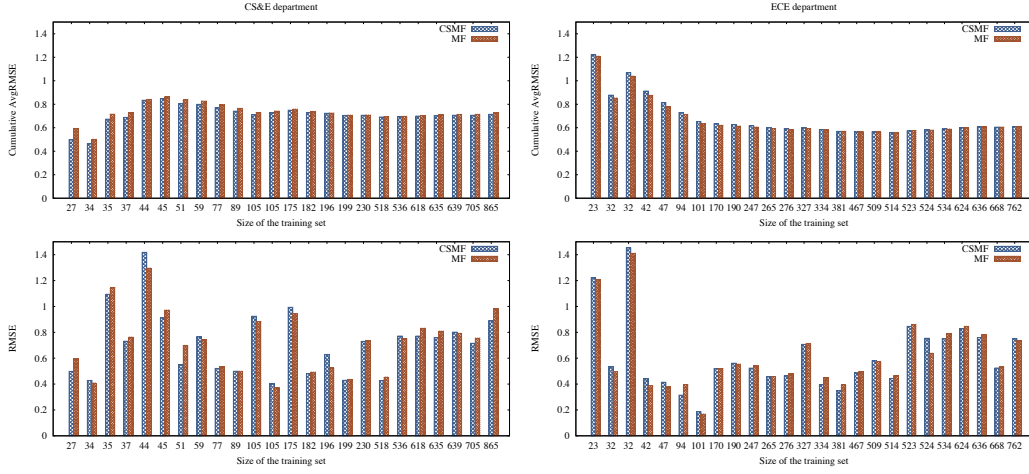 CS&E department
1.4
1.2
1
0.8
0.6
0.4
0.2
0
Cumulative AvgRMSE
CSMF
MF
27 34 35 37 44 45 51 59 77 89 105 105 175 182 196 199 230 518 536 618 635 639 705 865
Size of the training set
ECE department
1.4
1.2
1
0.8
0.6
0.4
0.2
0
Cumulative AvgRMSE
CSMF
MF
23 32 32 42 47 94 101 170 190 247 265 276 327 334 381 467 509 514 523 524 534 624 636 668 762
Size of the training set
1.4
1.2
1
0.8
0.6
0.4
0.2
0
RMSE
CSMF
MF
27 34 35 37 44 45 51 59 77 89 105 105 175 182 196 199 230 518 536 618 635 639 705 865
Size of the training set
1.4
1.2
1
0.8
0.6
0.4
0.2
0
RMSE
CSMF
MF
23 32 32 42 47 94 101 170 190 247 265 276 327 334 381 467 509 514 523 524 534 624 636 668 762
Size of the training set